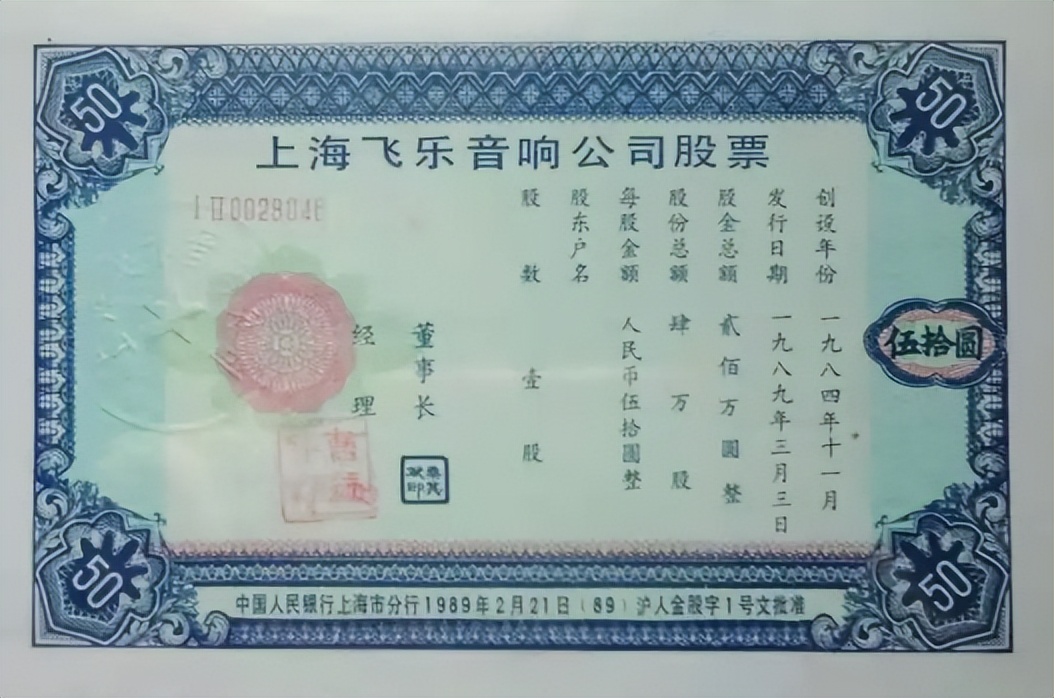 50
50
上海飞乐音响公司股票
创设年份 一九八四年十一月
发行日期 一九八九年三月三日
股金总额 贰佰万圆整
股份总额 肆万股
每股金额 人民币伍拾圆整
股东户名
股数 壹股
董事长
经理
伍拾圆
中国人民银行上海市分行1989年2月21日(89)沪人金股字1号文批准
50
50